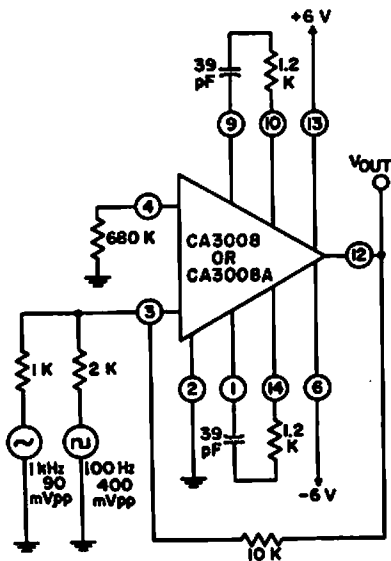 +6 V
39 pF
1.2 K
9
10
13
VOUT
4
680 K
CA3008
OR
CA3008A
12
3
1K
2 K
2
1
14
6
39 pF
1.2 K
1 kHz
90
mVpp
100 Hz
400
mVpp
-6 V
10 K